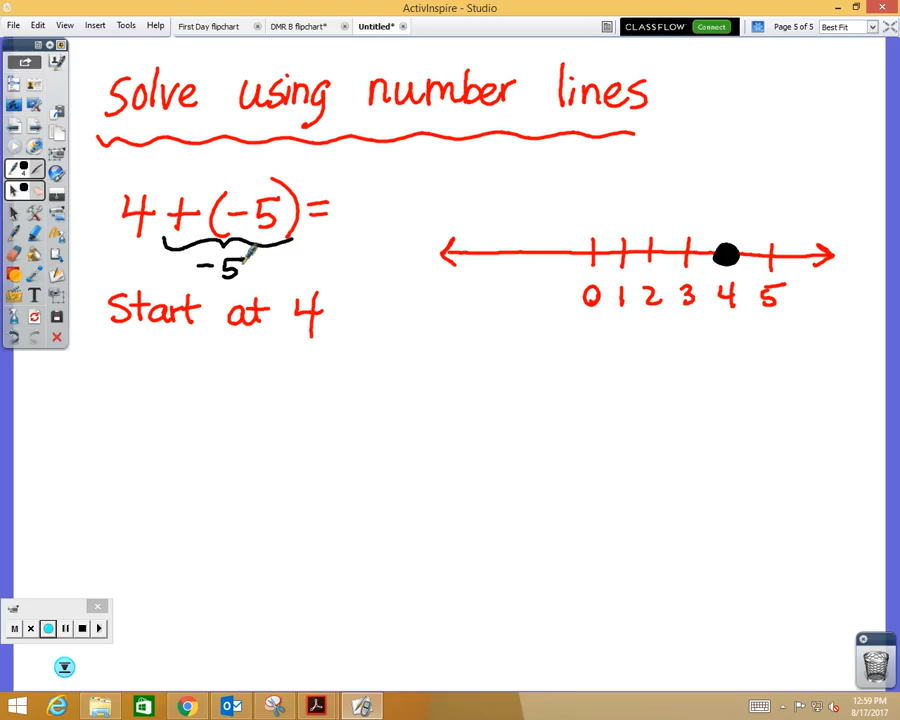 ActivInspire - Studio
File Edit View Insert Tools Help First Day flipchart DMR B flipchart* Untitled* CLASSFLOW Connect Page 5 of 5 Best Fit
Solve using number lines
4 + (-5) =
-5
0 1 2 3 4 5
Start at 4
4
T
M
12:59 PM
8/17/2017